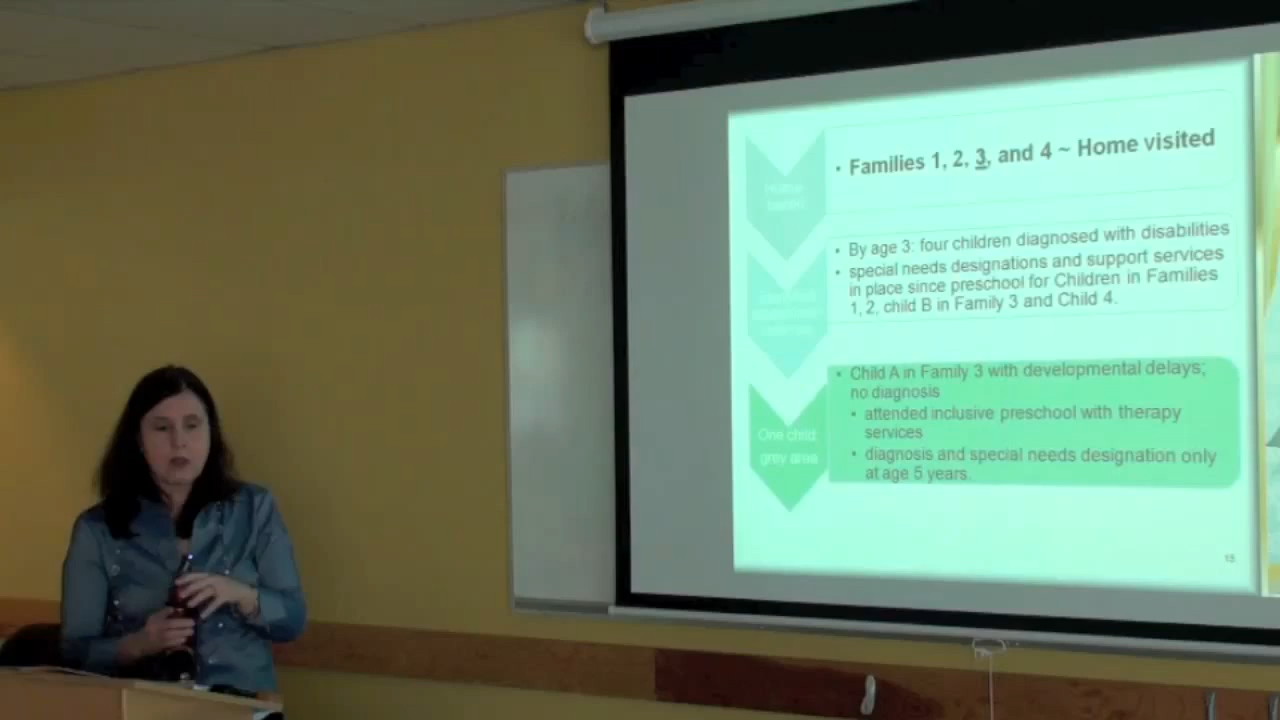 • Families 1, 2, 3, and 4 ~ Home visited
• By age 3: four children diagnosed with disabilities
• special needs designations and support services
in place since preschool for Children in Families
1, 2, child B in Family 3 and Child 4.
• Child A in Family 3 with developmental delays;
no diagnosis
• attended inclusive preschool with therapy
services
• diagnosis and special needs designation only
at age 5 years.
One child:
grey area